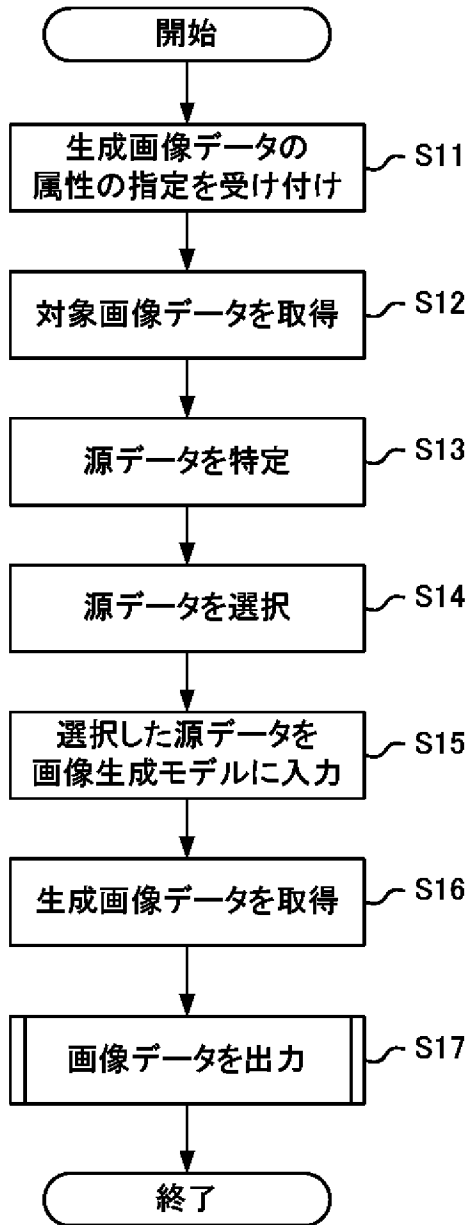 開始
生成画像データの
属性の指定を受け付け
S11
対象画像データを取得
S12
源データを特定
S13
源データを選択
S14
選択した源データを
画像生成モデルに入力
S15
生成画像データを取得
S16
画像データを出力
S17
終了